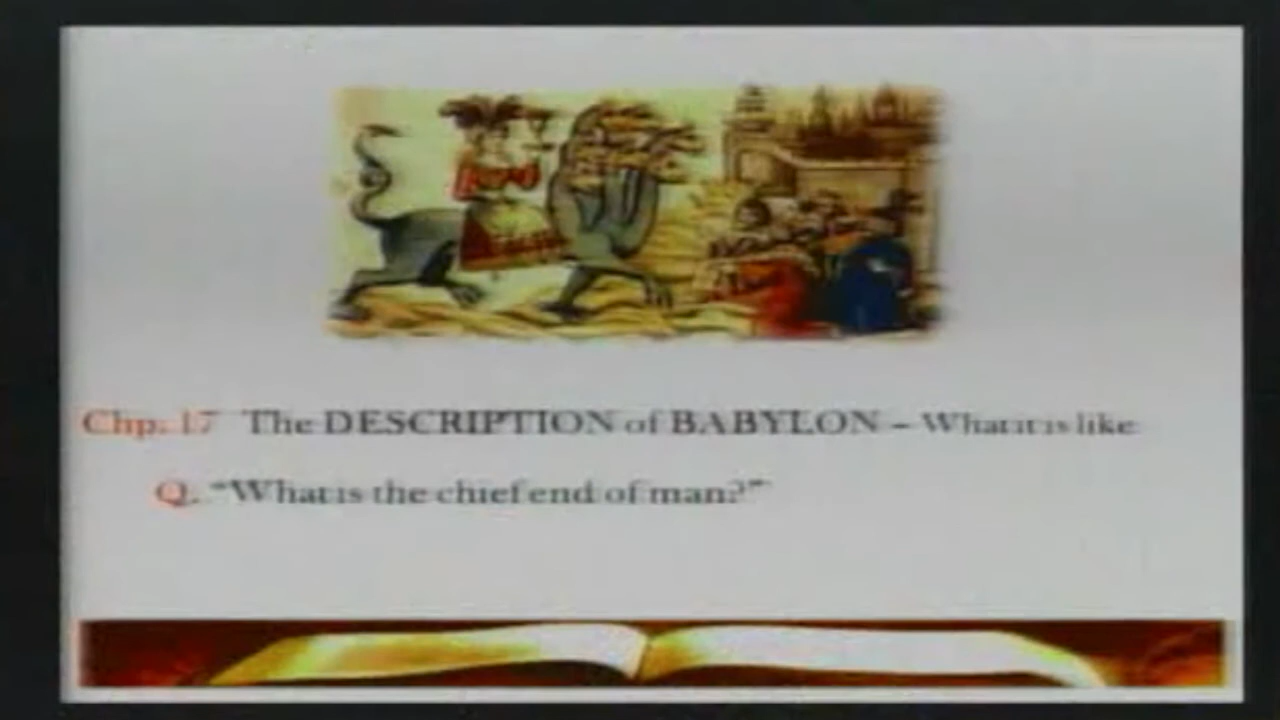 Chp. 17 The DESCRIPTION of BABYLON – What it is like
Q. “What is the chief end of man?”